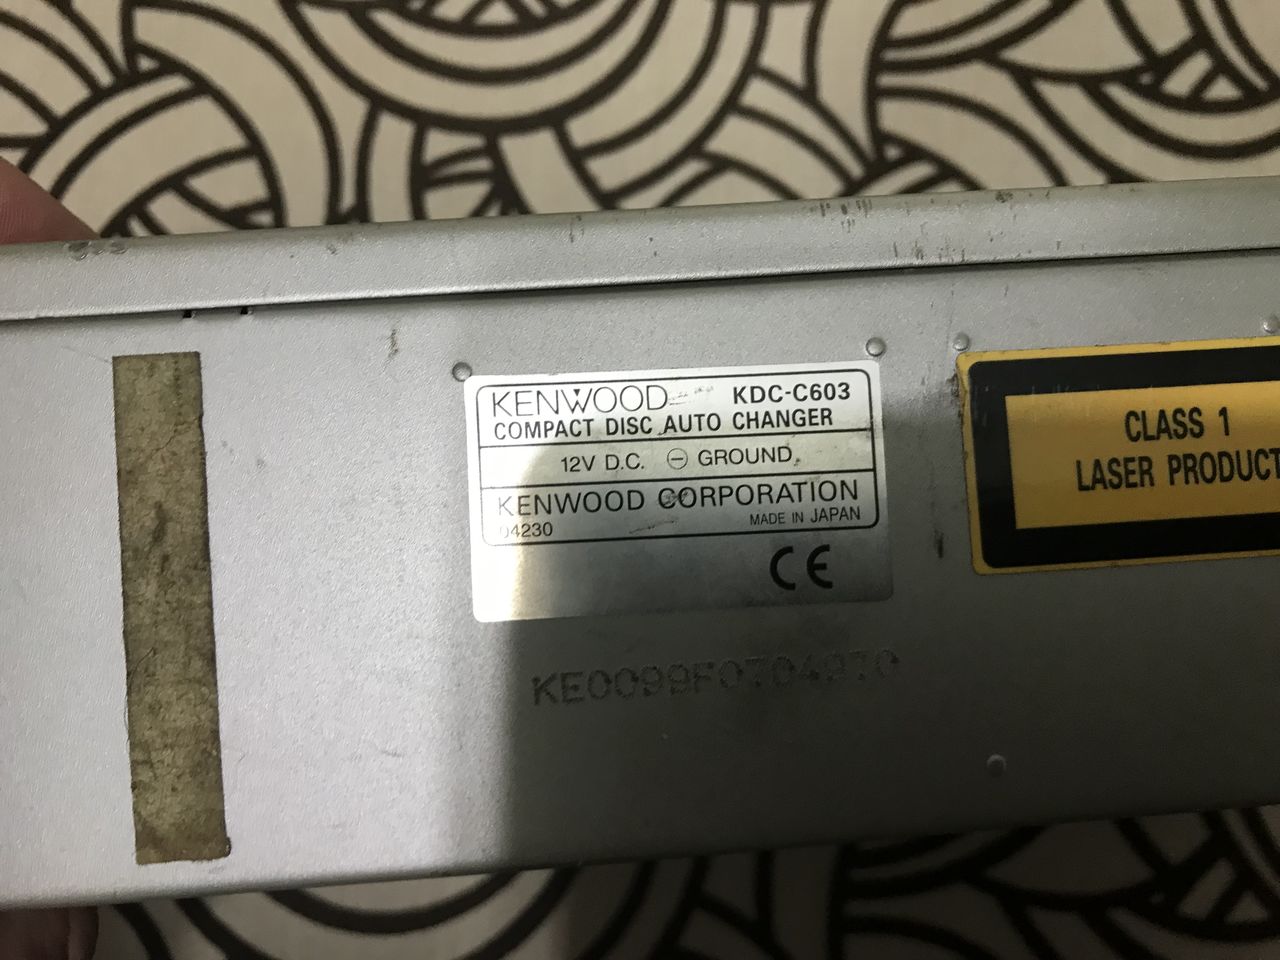 KENWOOD KDC-C603
COMPACT DISC AUTO CHANGER
12V D.C. ⊖ GROUND
KENWOOD CORPORATION
04230 MADE IN JAPAN
CE
CLASS 1
LASER PRODUCT